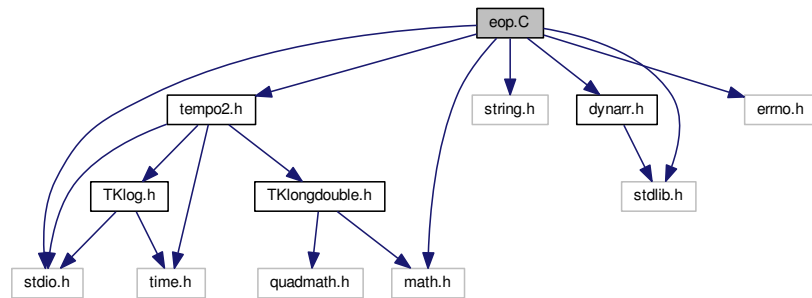 eop.C
tempo2.h
string.h
dynarr.h
errno.h
TKlog.h
TKlongdouble.h
stdlib.h
stdio.h
time.h
quadmath.h
math.h